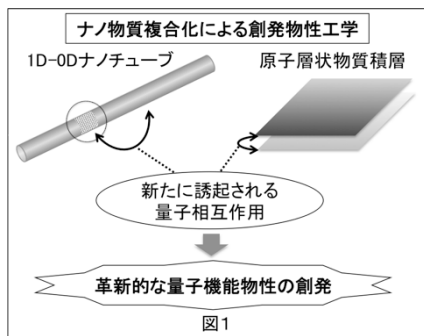 ナノ物質複合化による創発物性工学
1D-0Dナノチューブ
原子層状物質積層
新たに誘起される
量子相互作用
革新的な量子機能物性の創発
図1